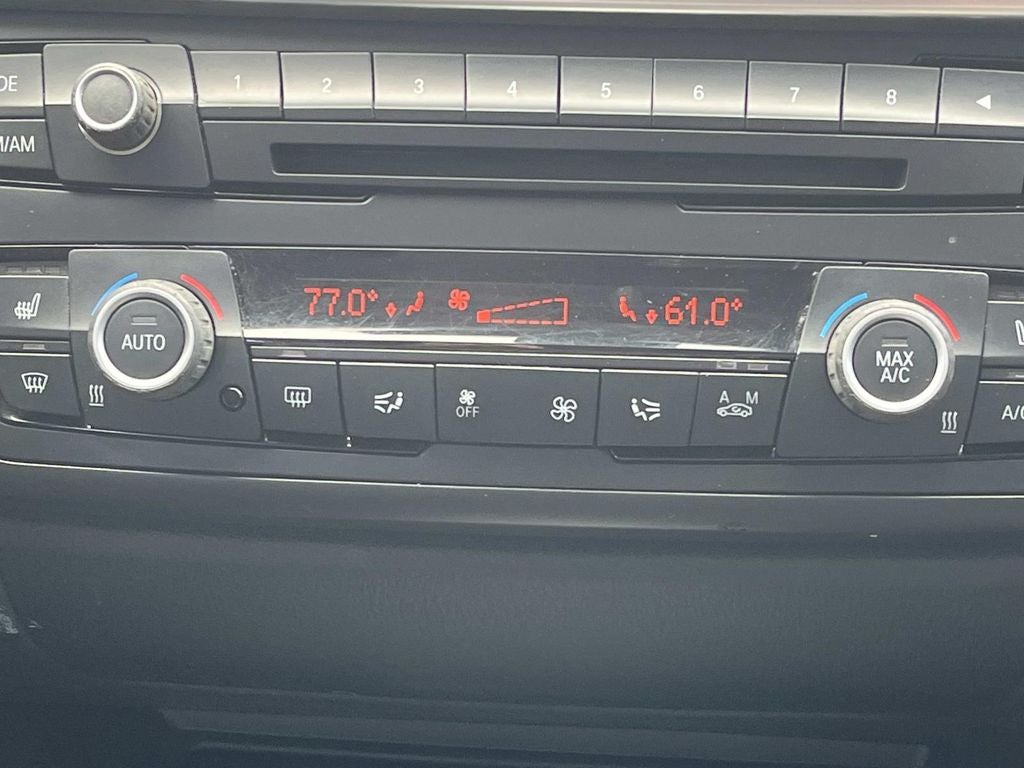 DE
1 2 3 4 5 6 7 8
M/AM
77.0° 61.0°
AUTO
MAX
A/C
OFF
A M
A/C